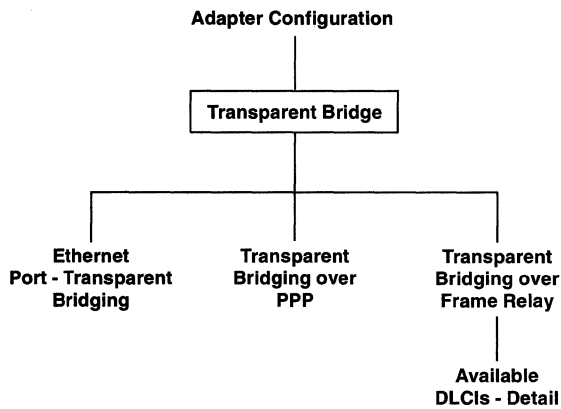 Adapter Configuration
Transparent Bridge
Ethernet
Port - Transparent
Bridging
Transparent
Bridging over
PPP
Transparent
Bridging over
Frame Relay
Available
DLCIs - Detail